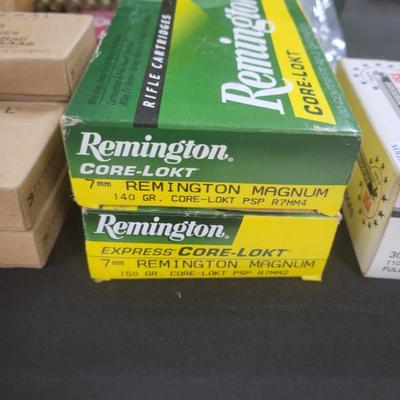 RIFLE CARTRIDGES
Remington
CORE-LOKT
Remington
CORE-LOKT
7mm REMINGTON MAGNUM
140 GR. CORE-LOKT PSP R7MM4
Remington
EXPRESS CORE-LOKT
7mm REMINGTON MAGNUM
150 GR. CORE-LOKT PSP R7MM2